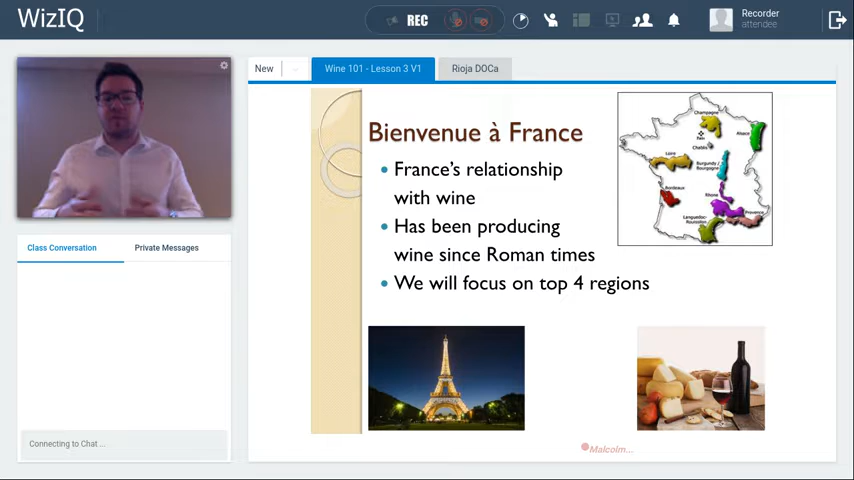 WizIQ
REC
Recorder
attendee
New
Wine 101 - Lesson 3 V1
Rioja DOCa
Bienvenue à France
• France's relationship
with wine
• Has been producing
wine since Roman times
• We will focus on top 4 regions
Champagne
Paris
Alsace
Chablis
Loire
Burgundy /
Bourgogne
Bordeaux
Rhone
Provence
Languedoc-
Roussillon
Class Conversation
Private Messages
Connecting to Chat ...
Malcolm...